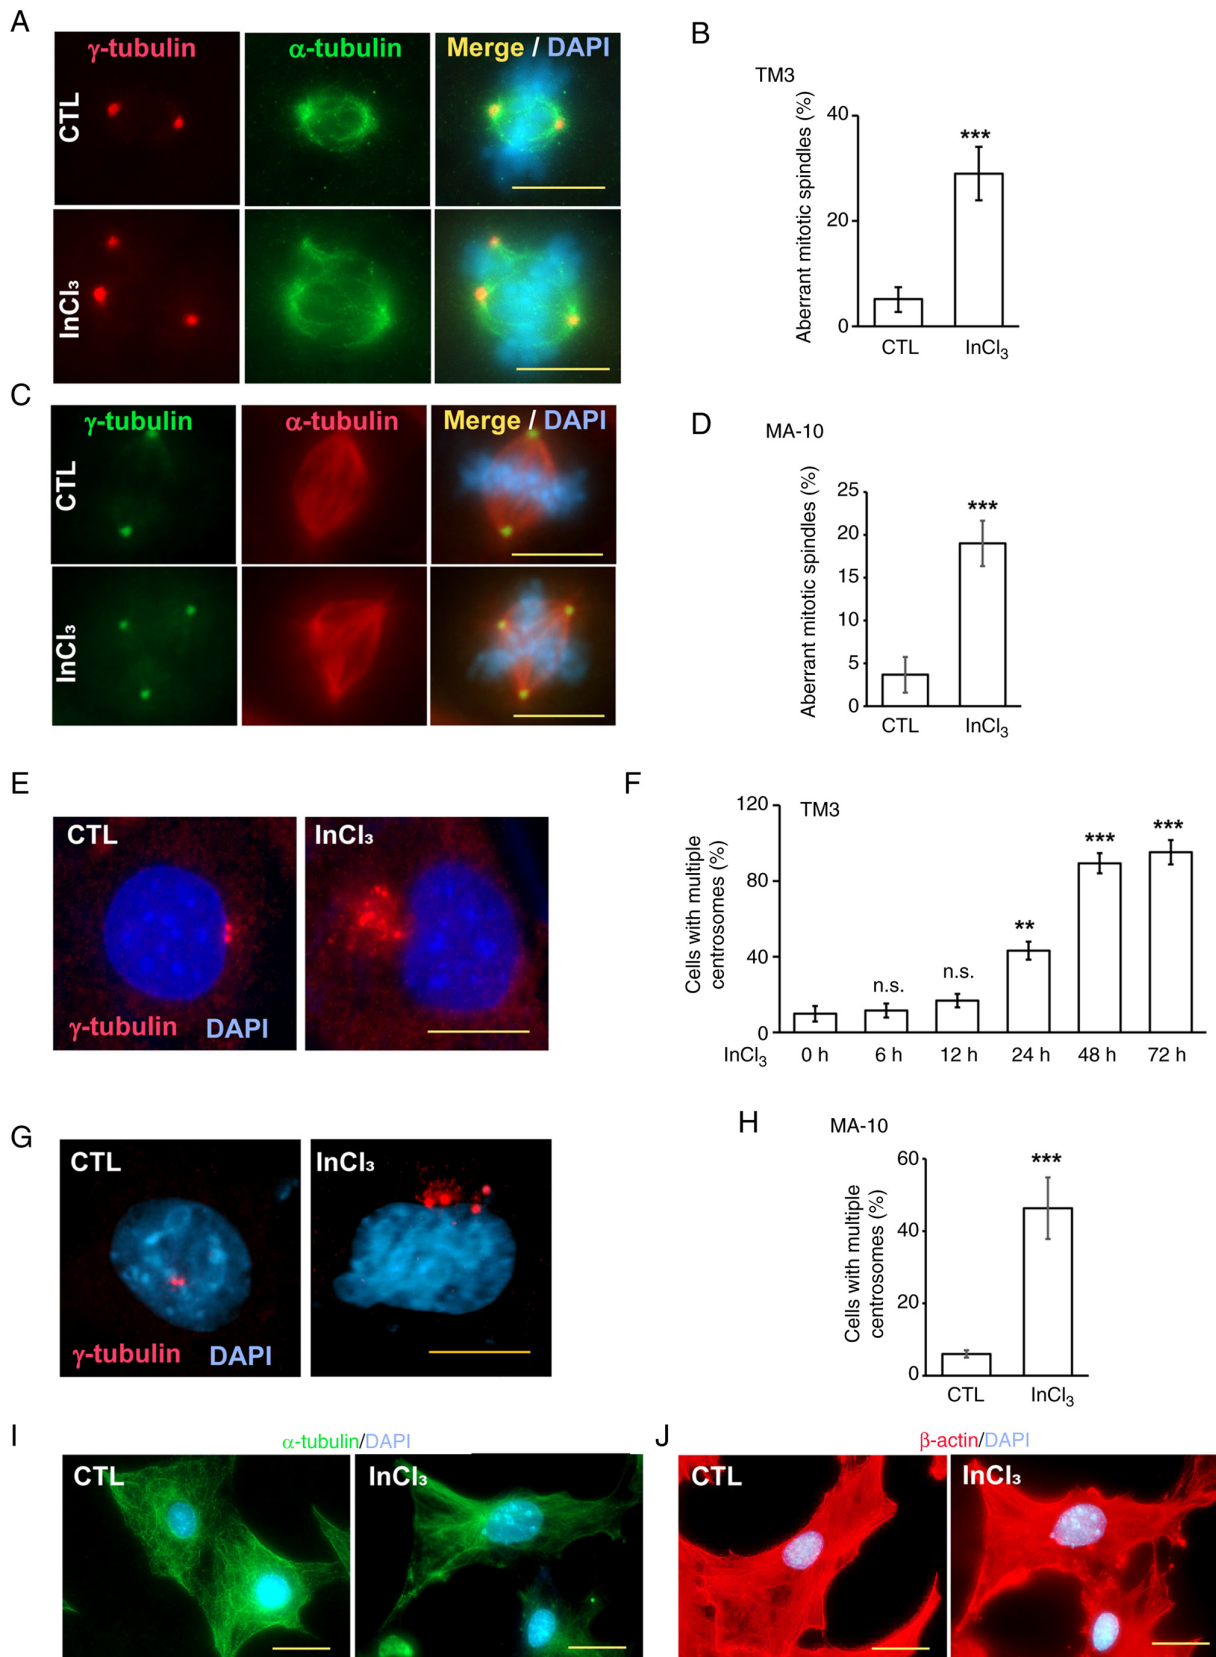 A
γ-tubulin
α-tubulin
Merge / DAPI
CTL
InCl₃
B
TM3
Aberrant mitotic spindles (%)
40
20
0
***
CTL
InCl₃
C
γ-tubulin
α-tubulin
Merge / DAPI
CTL
InCl₃
D
MA-10
Aberrant mitotic spindles (%)
25
20
15
10
5
0
***
CTL
InCl₃
E
CTL
InCl₃
γ-tubulin DAPI
F
TM3
Cells with multiple
centrosomes (%)
120
80
40
0
n.s.
n.s.
**
***
***
InCl₃ 0 h 6 h 12 h 24 h 48 h 72 h
G
CTL
InCl₃
γ-tubulin DAPI
H
MA-10
Cells with multiple
centrosomes (%)
60
40
20
0
***
CTL
InCl₃
I
α-tubulin/DAPI
CTL
InCl₃
J
β-actin/DAPI
CTL
InCl₃